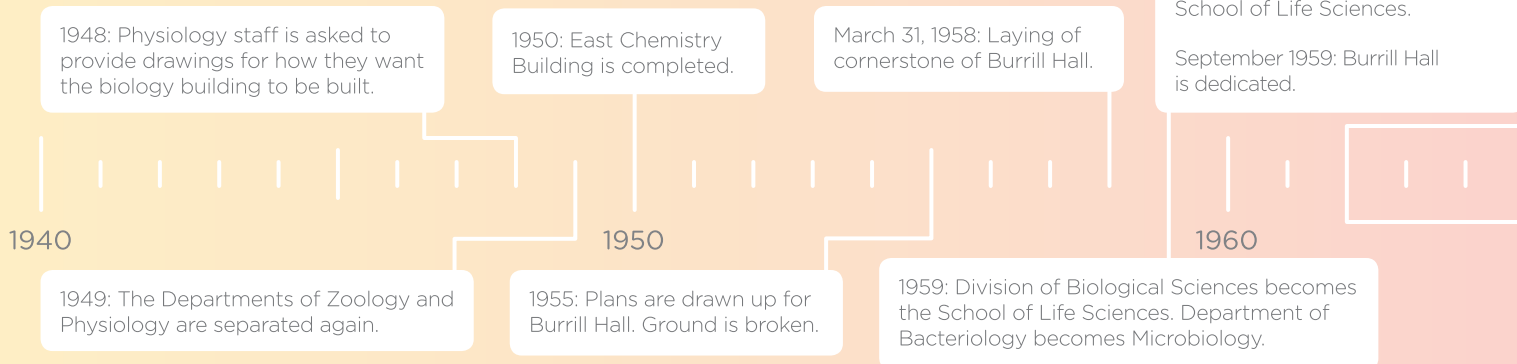 School of Life Sciences.
September 1959: Burrill Hall
is dedicated.
1948: Physiology staff is asked to
provide drawings for how they want
the biology building to be built.
1950: East Chemistry
Building is completed.
March 31, 1958: Laying of
cornerstone of Burrill Hall.
1940
1950
1960
1949: The Departments of Zoology and
Physiology are separated again.
1955: Plans are drawn up for
Burrill Hall. Ground is broken.
1959: Division of Biological Sciences becomes
the School of Life Sciences. Department of
Bacteriology becomes Microbiology.